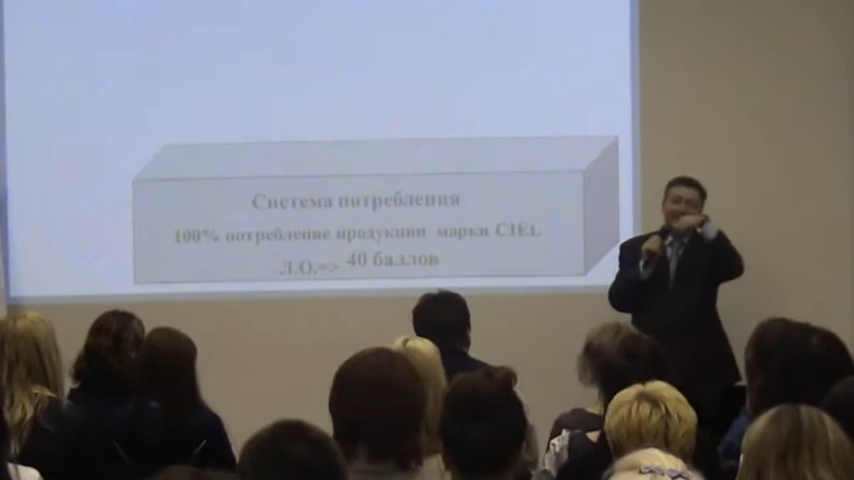 Система потребления
100% потребление продукции марки CIEL
Л.О.=> 40 баллов